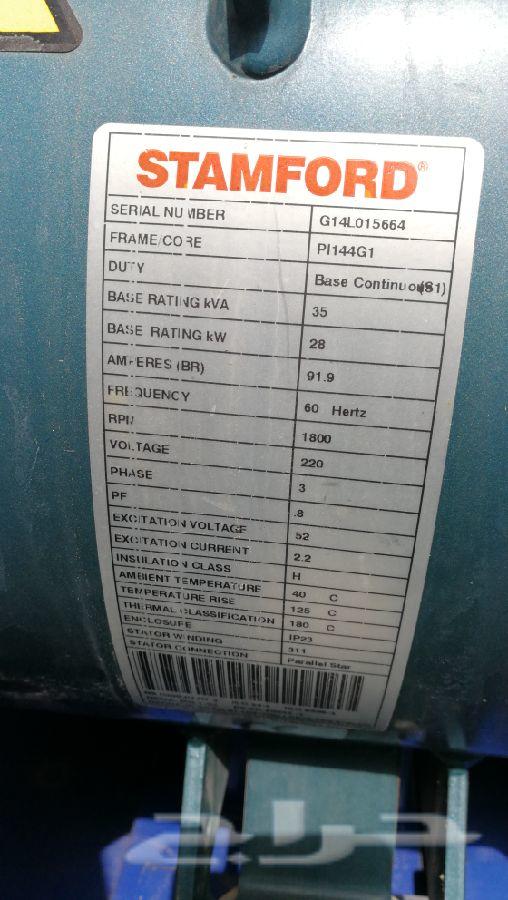 STAMFORD®
SERIAL NUMBER G14L015664
FRAME/CORE PI144G1
DUTY Base Continuous(S1)
BASE RATING kVA 35
BASE RATING kW 28
AMPERES (BR) 91.9
FREQUENCY 60 Hertz
RPM 1800
VOLTAGE 220
PHASE 3
PF .8
EXCITATION VOLTAGE 52
EXCITATION CURRENT 2.2
INSULATION CLASS H
AMBIENT TEMPERATURE 40 C
TEMPERATURE RISE 125 C
THERMAL CLASSIFICATION 180 C
ENCLOSURE IP23
STATOR WINDING 311
STATOR CONNECTION Parallel Star
حراج